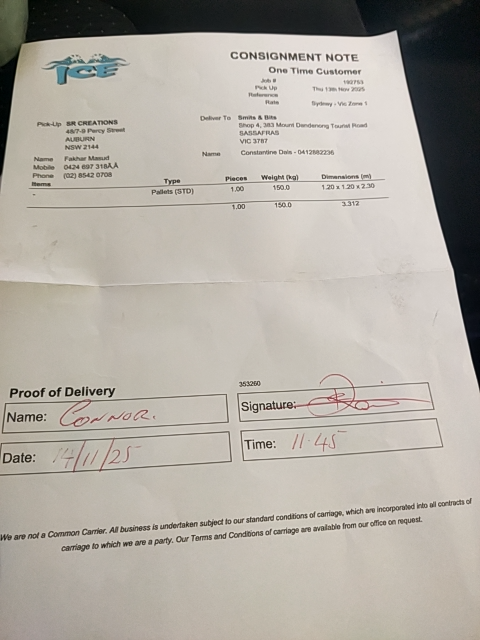 ICE
CONSIGNMENT NOTE
One Time Customer
Job # 192753
Pick Up Thu 13th Nov 2025
Reference
Rate Sydney - Vic Zone 1
Pick-Up SR CREATIONS
48/7-9 Percy Street
AUBURN
NSW 2144
Deliver To Smits & Bits
Shop 4, 383 Mount Dandenong Tourist Road
SASSAFRAS
VIC 3787
Name Fakhar Masud
Mobile 0424 697 318Â,Â
Phone (02) 8542 0708
Name Constantine Deis - 0412882236
Items Type Pieces Weight (kg) Dimensions (m)
- Pallets (STD) 1.00 150.0 1.20 x 1.20 x 2.30
1.00 150.0 3.312
Proof of Delivery
353260
Name: CONNOR.
Signature:
Date: 14/11/25
Time: 11.45
We are not a Common Carrier. All business is undertaken subject to our standard conditions of carriage, which are incorporated into all contracts of
carriage to which we are a party. Our Terms and Conditions of carriage are available from our office on request.